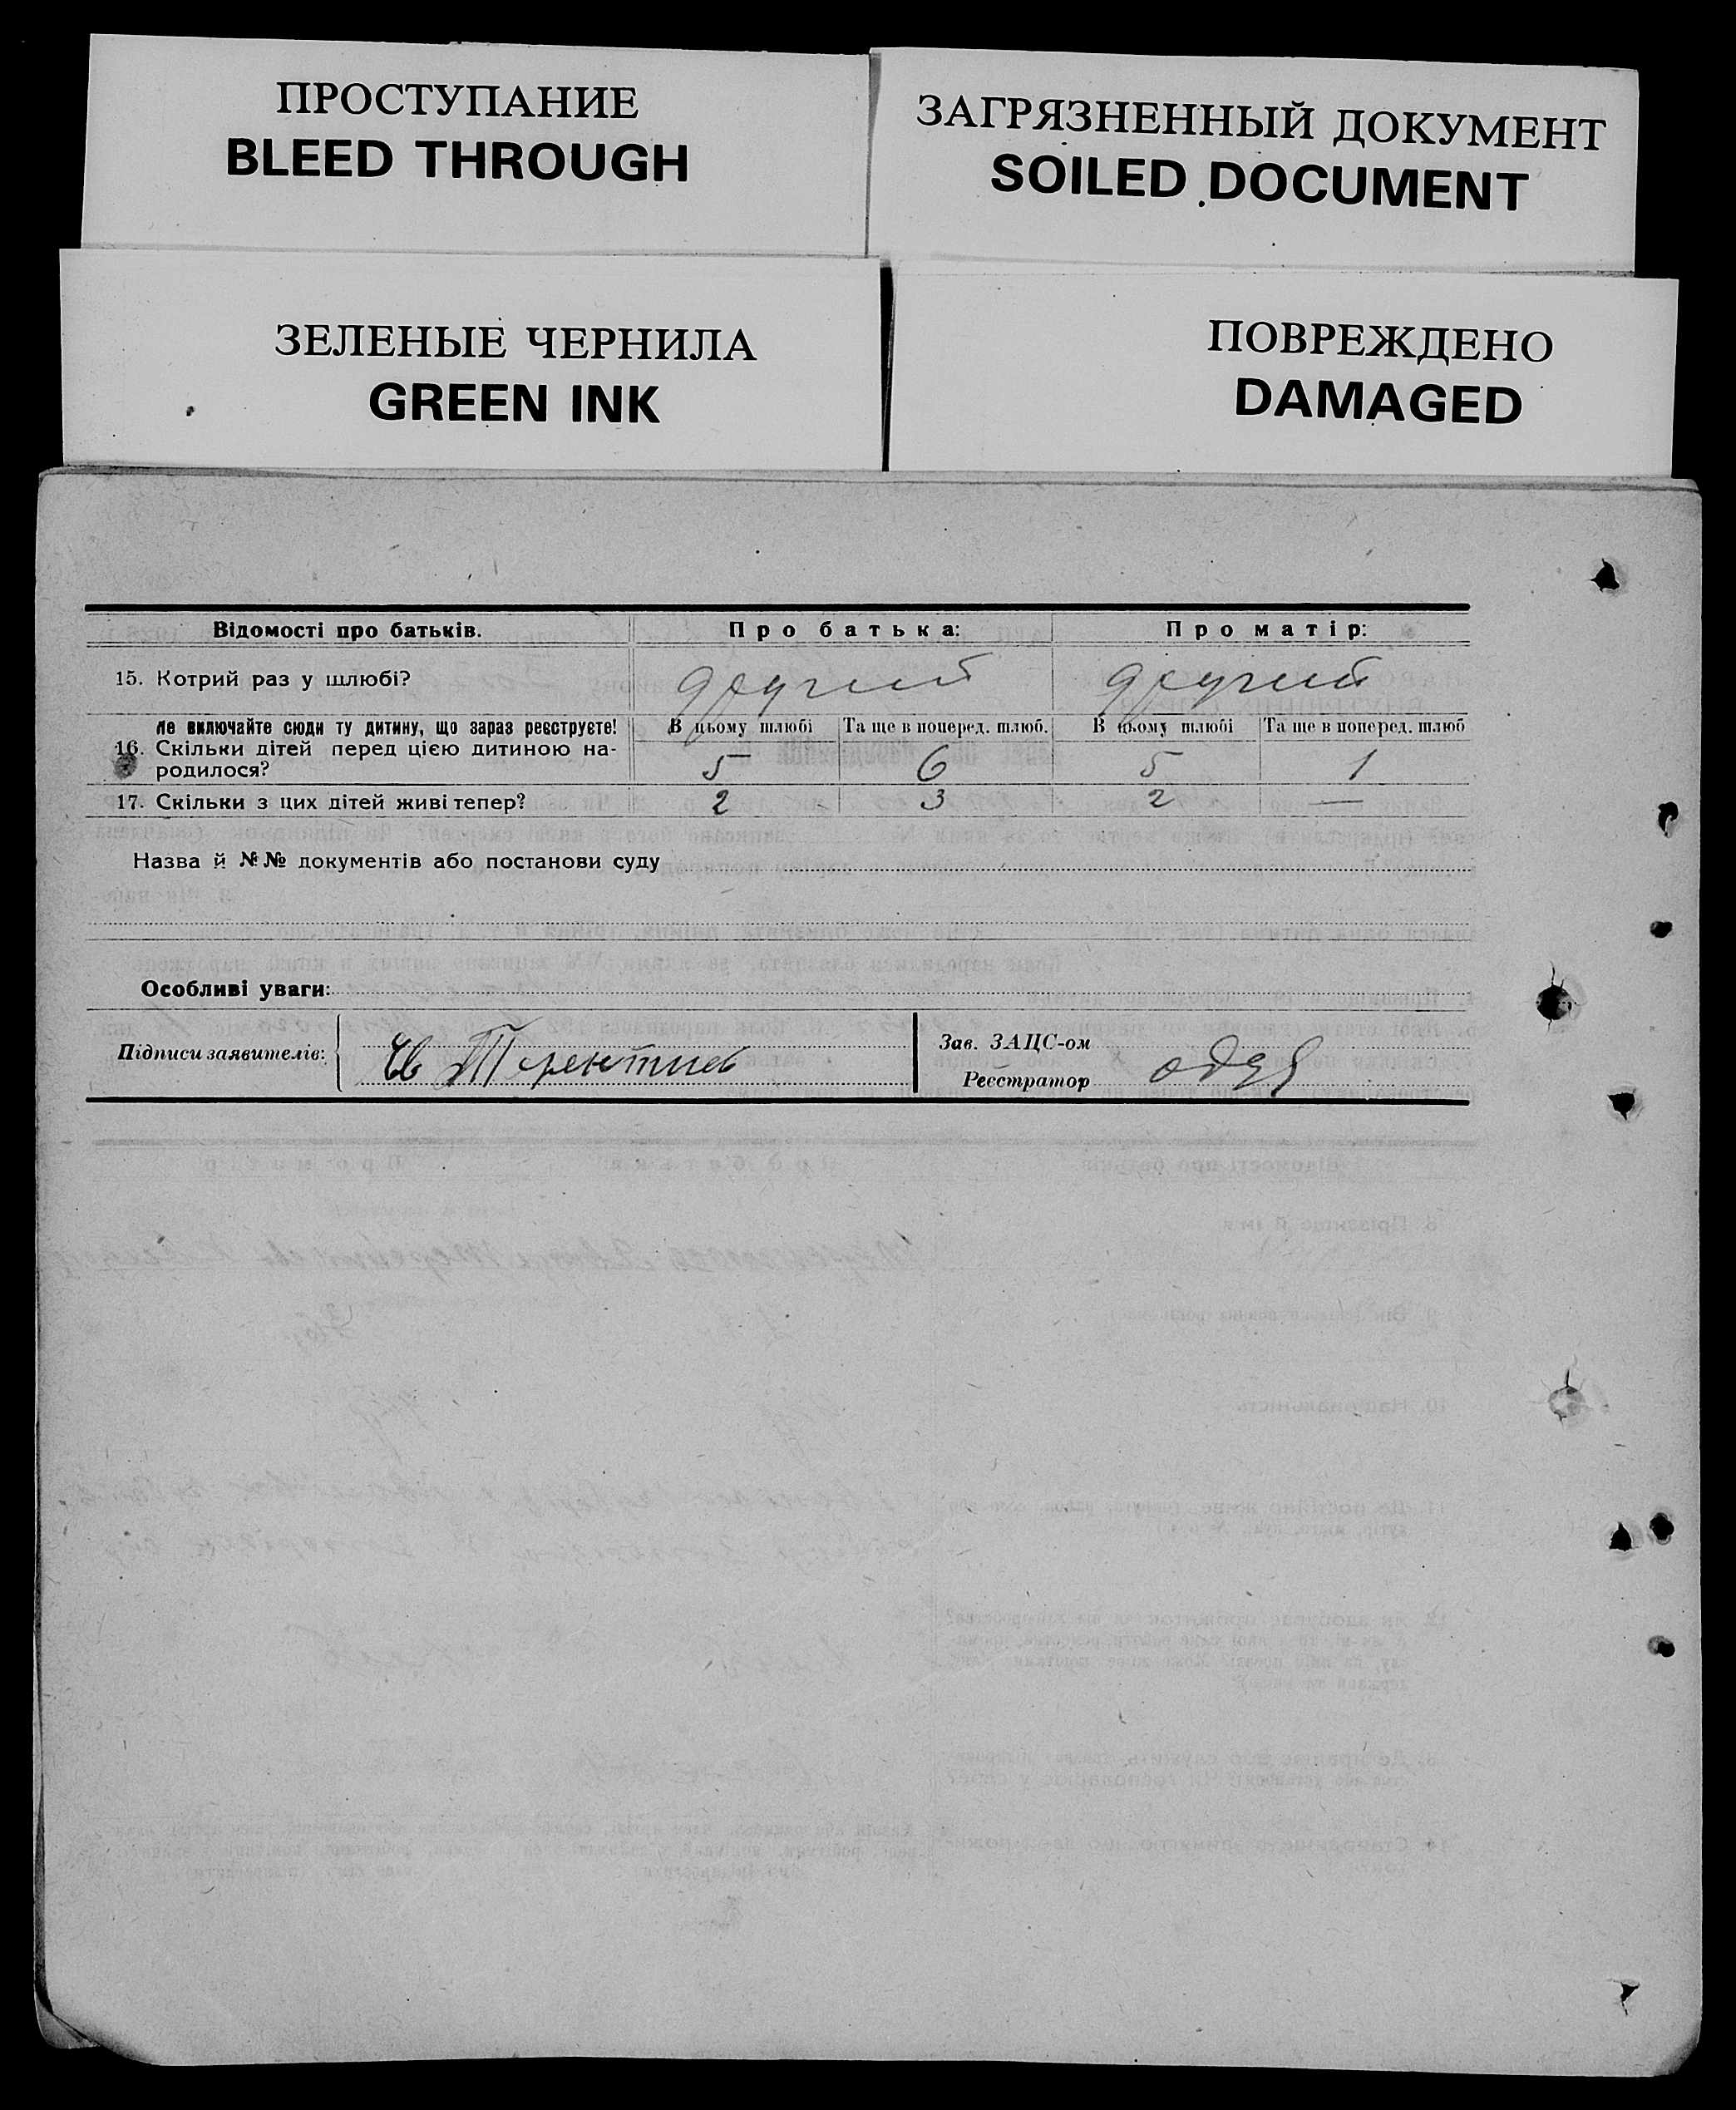 ПРОСТУПАНИЕ
BLEED THROUGH
ЗАГРЯЗНЕННЫЙ ДОКУМЕНТ
SOILED DOCUMENT
ЗЕЛЕНЫЕ ЧЕРНИЛА
GREEN INK
ПОВРЕЖДЕНО
DAMAGED
Відомості про батьків. Про батька: Про матір:
15. Котрий раз у шлюбі? другий другий
Не включайте сюди ту дитину, що зараз реєструєте! В цьому шлюбі Та ще в поперед. шлюб. В цьому шлюбі Та ще в поперед. шлюб
16. Скільки дітей перед цією дитиною на-
родилося? 5 6 5 1
17. Скільки з цих дітей живі тепер? 2 3 2 —
Назва й №№ документів або постанови суду
Особливі уваги:
Підписи заявителів: Терентиев
Зав. ЗАЦС-ом
Реєстратор